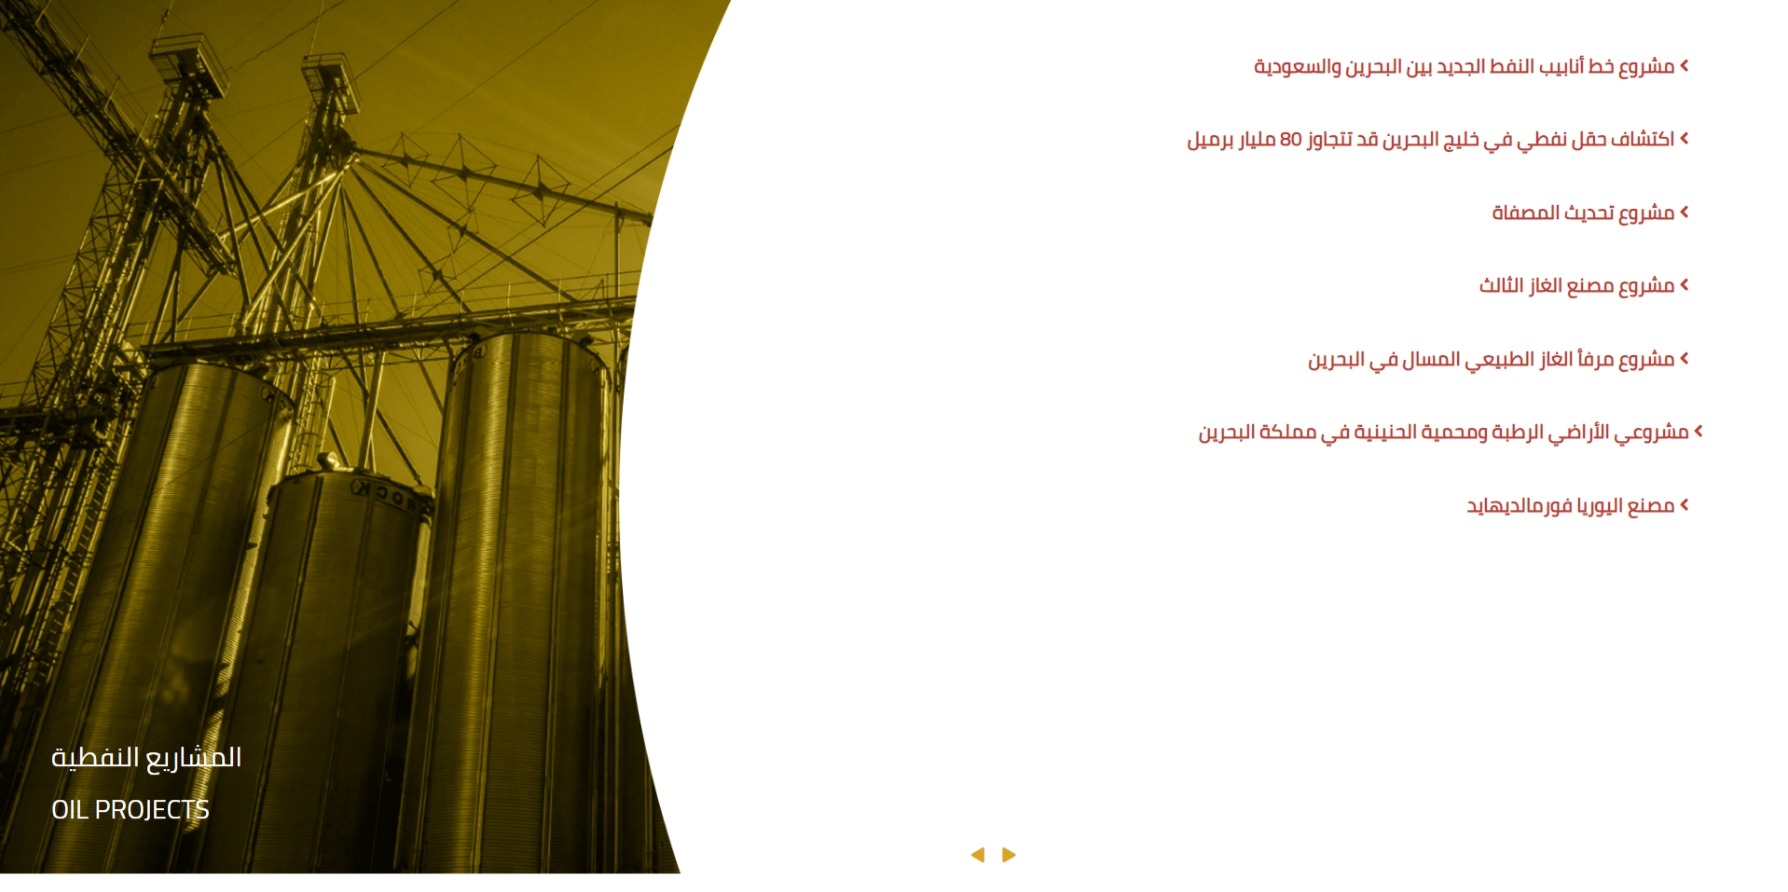 مشروع خط أنابيب النفط الجديد بين البحرين والسعودية
اكتشاف حقل نفطي في خليج البحرين قد تتجاوز 80 مليار برميل
مشروع تحديث المصفاة
مشروع مصنع الغاز الثالث
مشروع مرفأ الغاز الطبيعي المسال في البحرين
مشروعي الأراضي الرطبة ومحمية الحنينية في مملكة البحرين
مصنع اليوريا فورمالديهايد
المشاريع النفطية
OIL PROJECTS